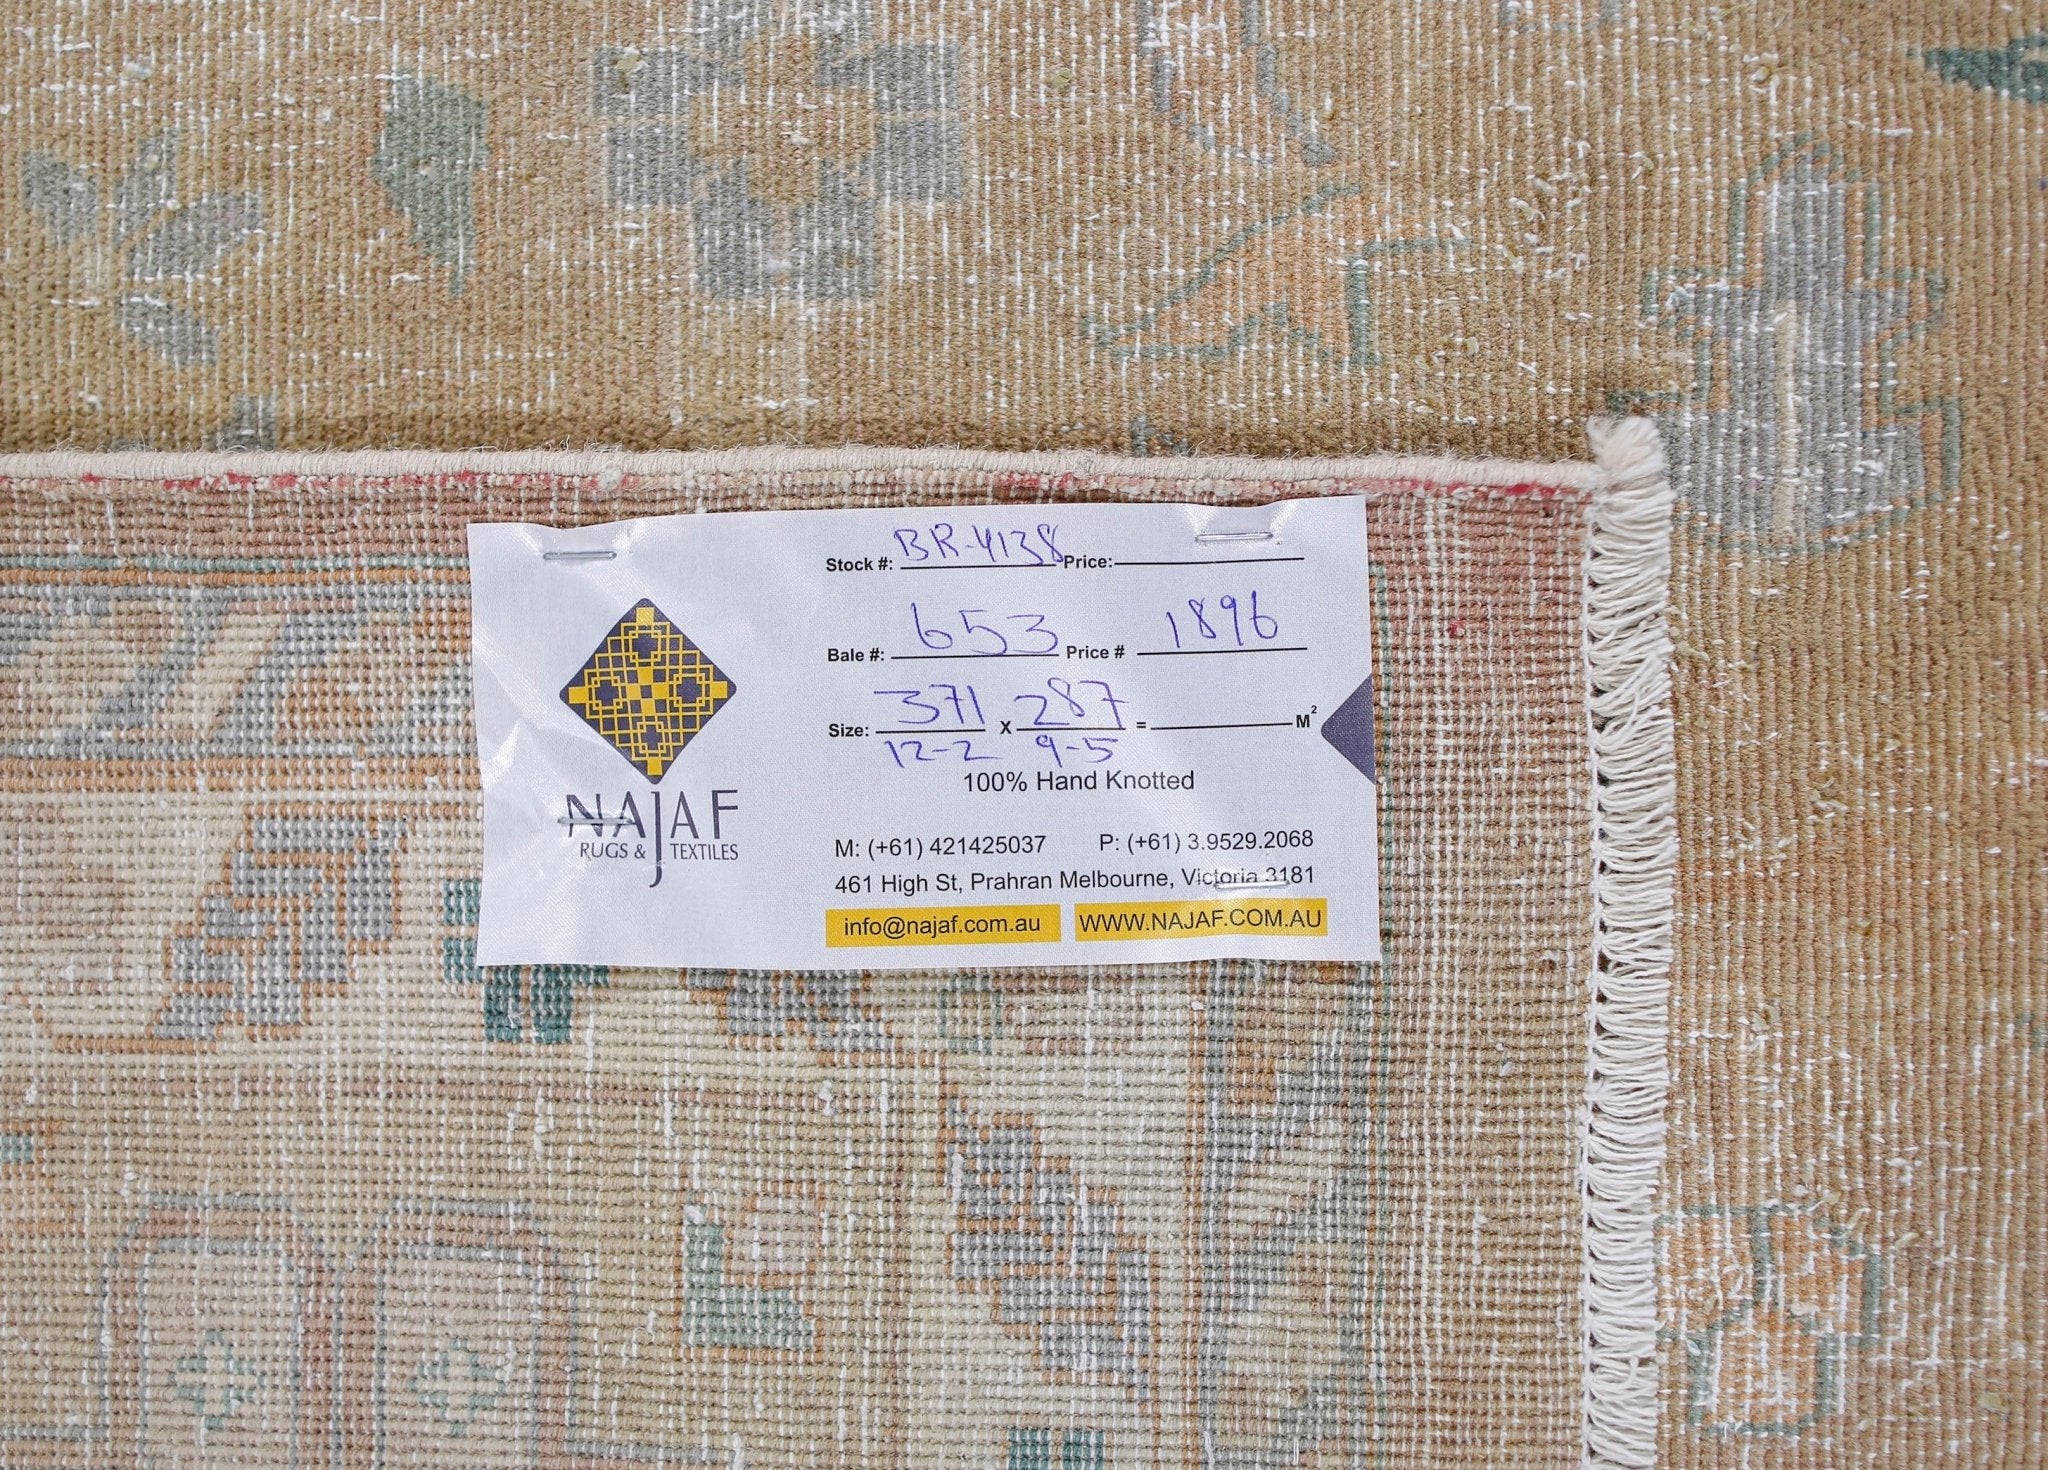 NAJAF
RUGS & TEXTILES
Stock #: BR-4138 Price:
Bale #: 653 Price # 1896
Size: 371 x 287 = M²
12-2 9-5
100% Hand Knotted
M: (+61) 421425037 P: (+61) 3.9529.2068
461 High St, Prahran Melbourne, Victoria 3181
info@najaf.com.au WWW.NAJAF.COM.AU